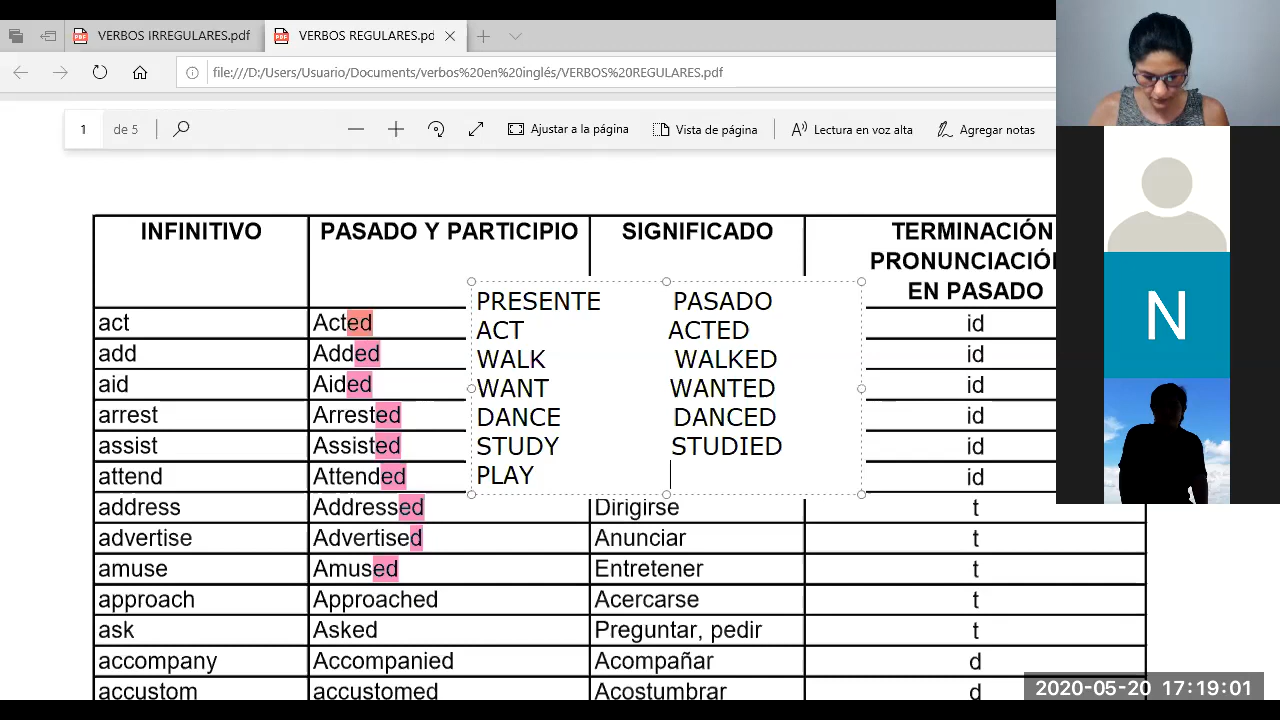 VERBOS IRREGULARES.pdf
VERBOS REGULARES.pd
file:///D:/Users/Usuario/Documents/verbos%20en%20inglés/VERBOS%20REGULARES.pdf
1 de 5 Ajustar a la página Vista de página Lectura en voz alta Agregar notas
INFINITIVO PASADO Y PARTICIPIO SIGNIFICADO TERMINACIÓN
PRONUNCIACIÓN
EN PASADO
PRESENTE PASADO
ACT ACTED
WALK WALKED
WANT WANTED
DANCE DANCED
STUDY STUDIED
PLAY
act Acted id
add Added id
aid Aided id
arrest Arrested id
assist Assisted id
attend Attended id
address Addressed Dirigirse t
advertise Advertised Anunciar t
amuse Amused Entretener t
approach Approached Acercarse t
ask Asked Preguntar, pedir t
accompany Accompanied Acompañar d
accustom accustomed Acostumbrar d
N
2020-05-20 17:19:01